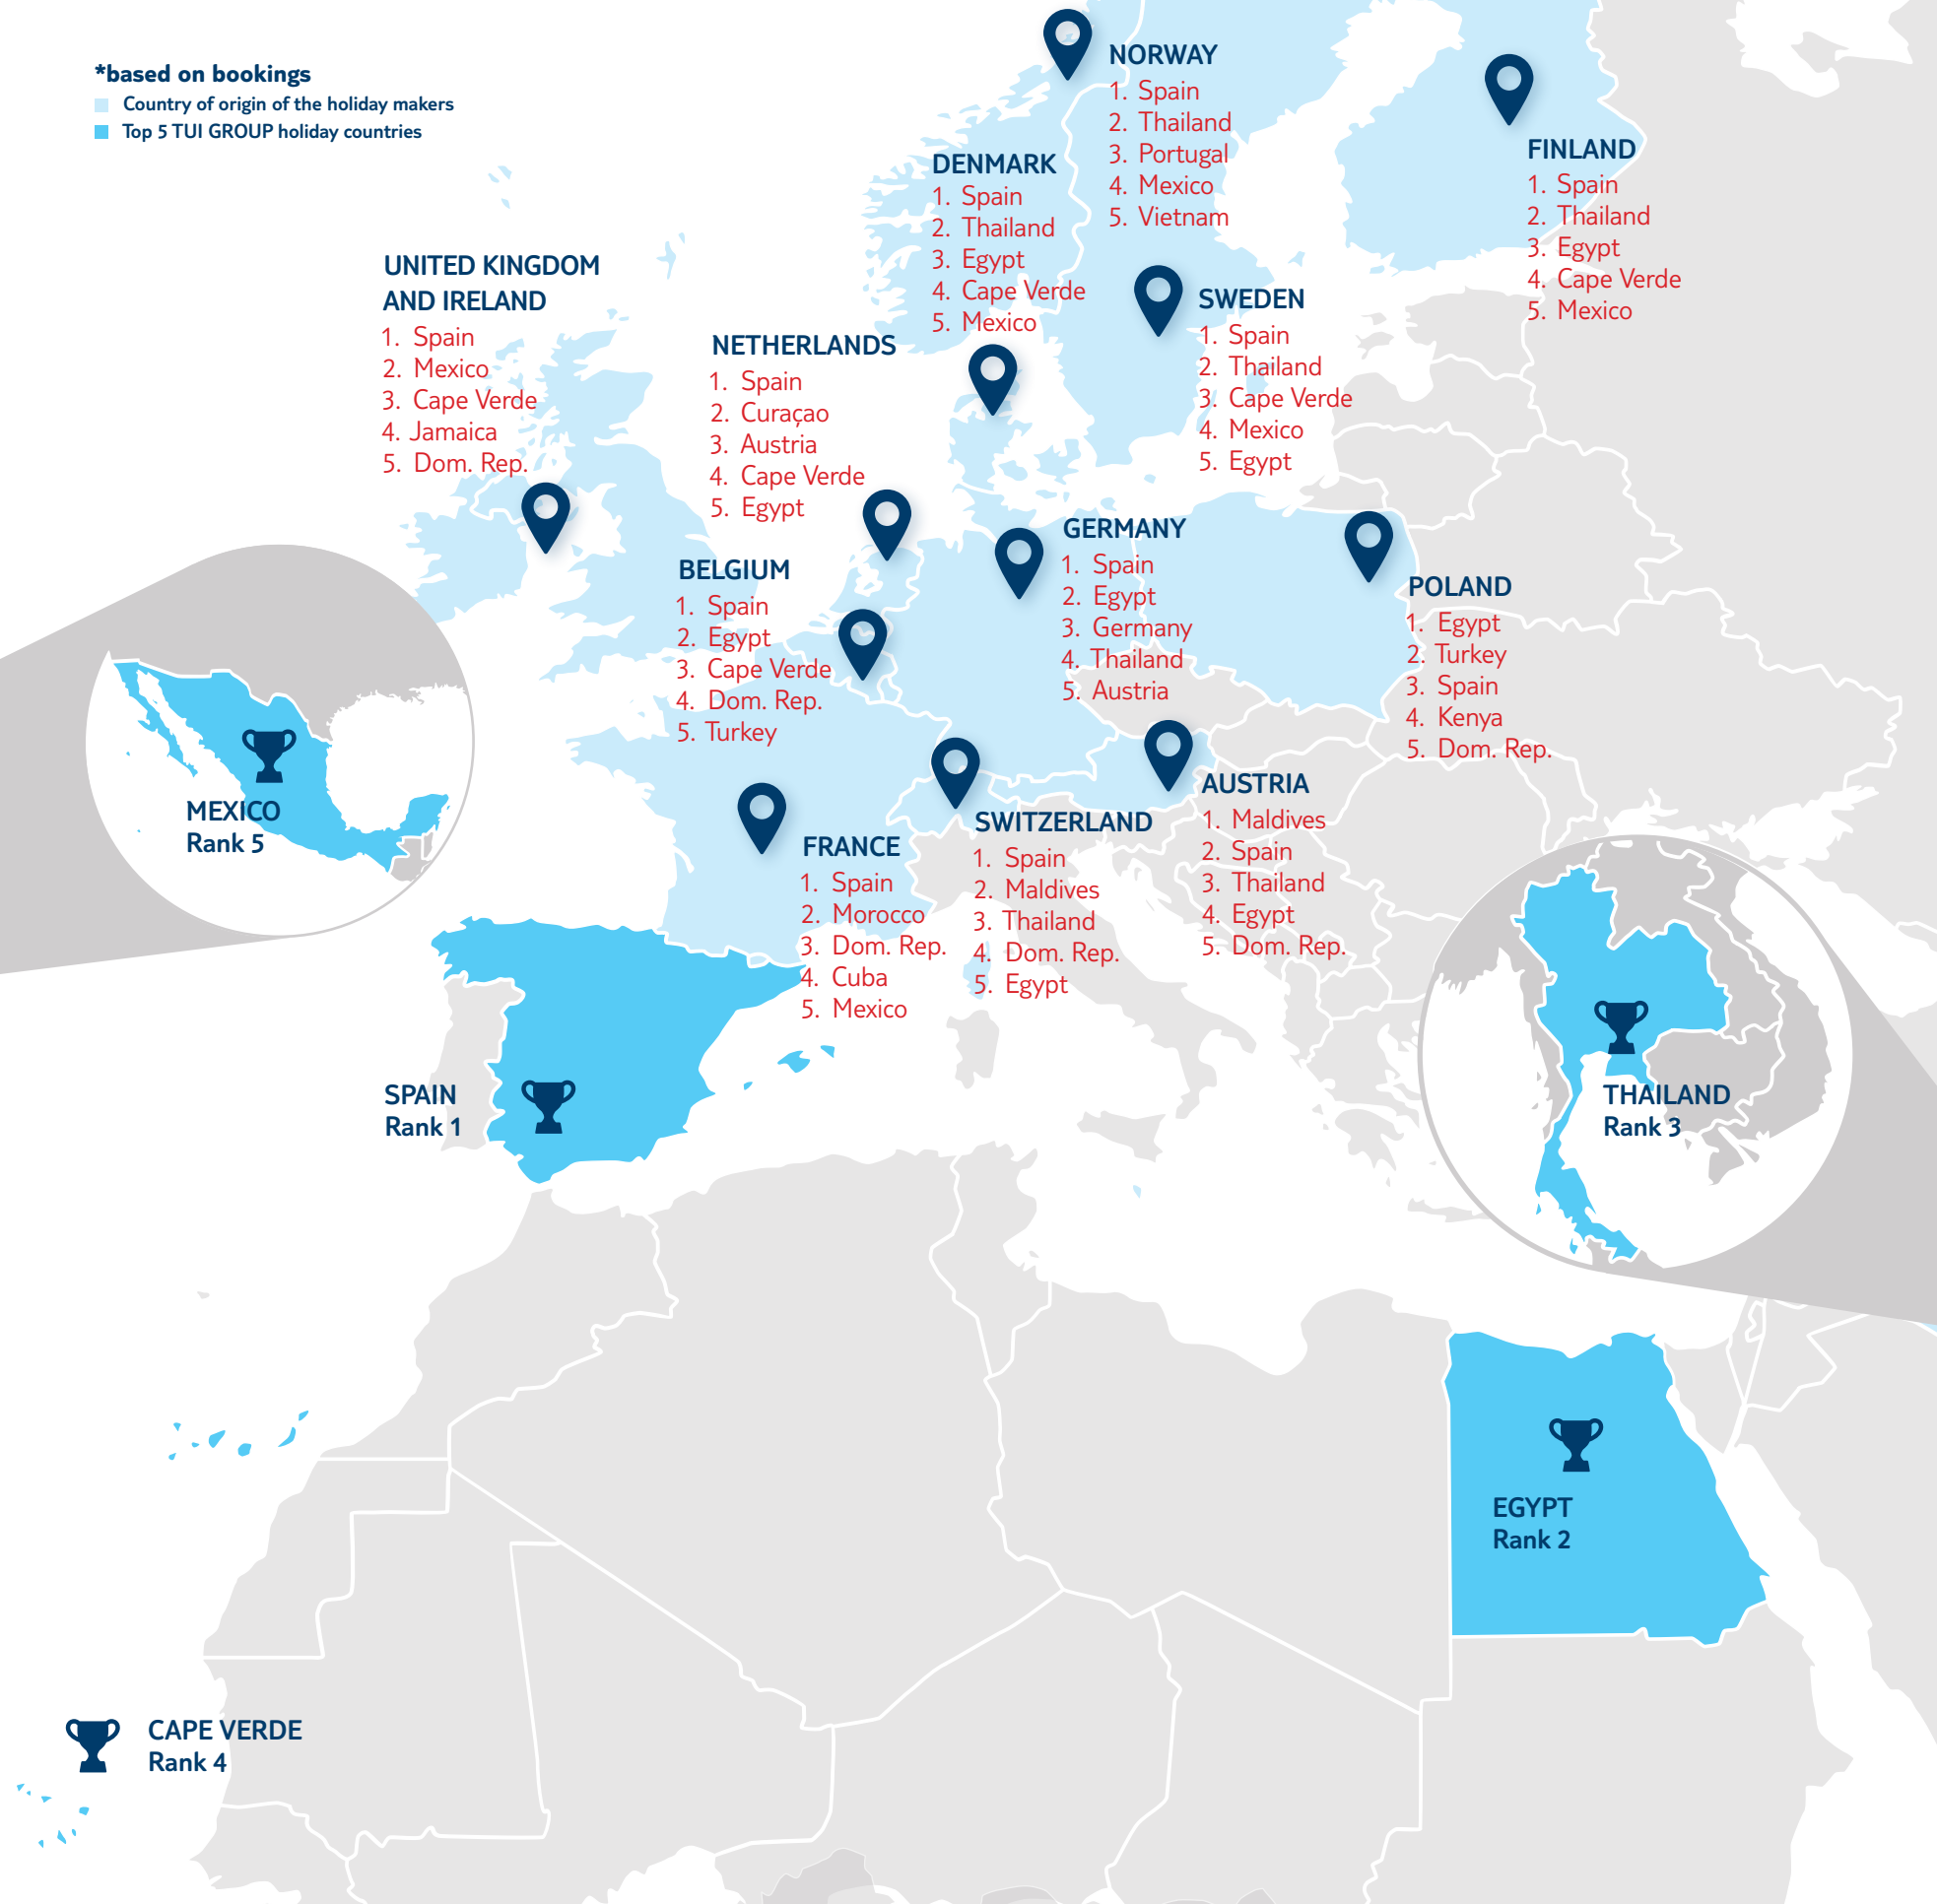 *based on bookings
Country of origin of the holiday makers
Top 5 TUI GROUP holiday countries
NORWAY
1. Spain
2. Thailand
3. Portugal
4. Mexico
5. Vietnam
FINLAND
1. Spain
2. Thailand
3. Egypt
4. Cape Verde
5. Mexico
DENMARK
1. Spain
2. Thailand
3. Egypt
4. Cape Verde
5. Mexico
UNITED KINGDOM
AND IRELAND
1. Spain
2. Mexico
3. Cape Verde
4. Jamaica
5. Dom. Rep.
SWEDEN
1. Spain
2. Thailand
3. Cape Verde
4. Mexico
5. Egypt
NETHERLANDS
1. Spain
2. Curaçao
3. Austria
4. Cape Verde
5. Egypt
GERMANY
1. Spain
2. Egypt
3. Germany
4. Thailand
5. Austria
BELGIUM
1. Spain
2. Egypt
3. Cape Verde
4. Dom. Rep.
5. Turkey
POLAND
1. Egypt
2. Turkey
3. Spain
4. Kenya
5. Dom. Rep.
AUSTRIA
1. Maldives
2. Spain
3. Thailand
4. Egypt
5. Dom. Rep.
SWITZERLAND
1. Spain
2. Maldives
3. Thailand
4. Dom. Rep.
5. Egypt
FRANCE
1. Spain
2. Morocco
3. Dom. Rep.
4. Cuba
5. Mexico
MEXICO
Rank 5
SPAIN
Rank 1
THAILAND
Rank 3
EGYPT
Rank 2
CAPE VERDE
Rank 4